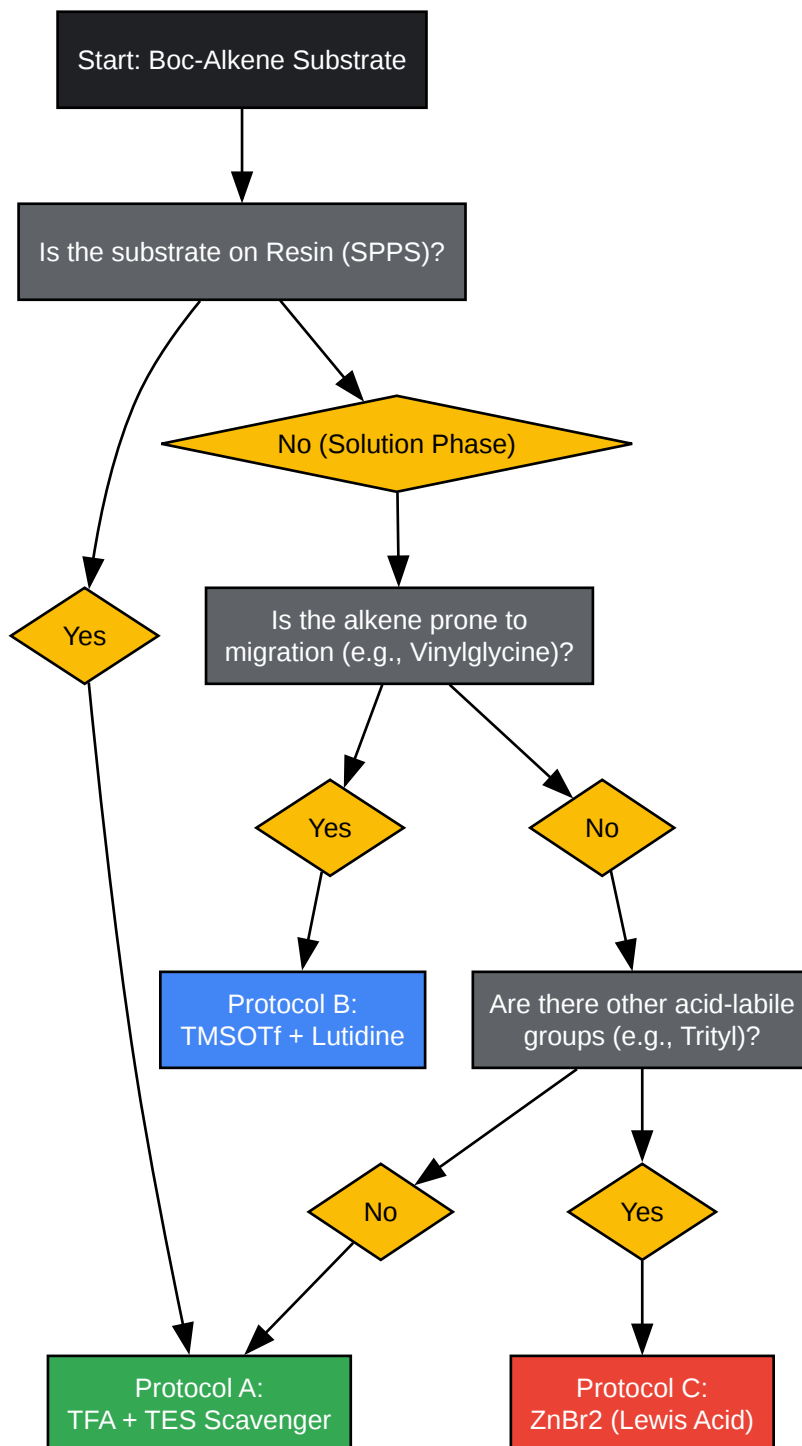 Start: Boc-Alkene Substrate
Is the substrate on Resin (SPPS)?
No (Solution Phase)
Yes
Is the alkene prone to
migration (e.g., Vinylglycine)?
Yes
No
Protocol B:
TMSOTf + Lutidine
Are there other acid-labile
groups (e.g., Trityl)?
No
Yes
Protocol A:
TFA + TES Scavenger
Protocol C:
ZnBr2 (Lewis Acid)